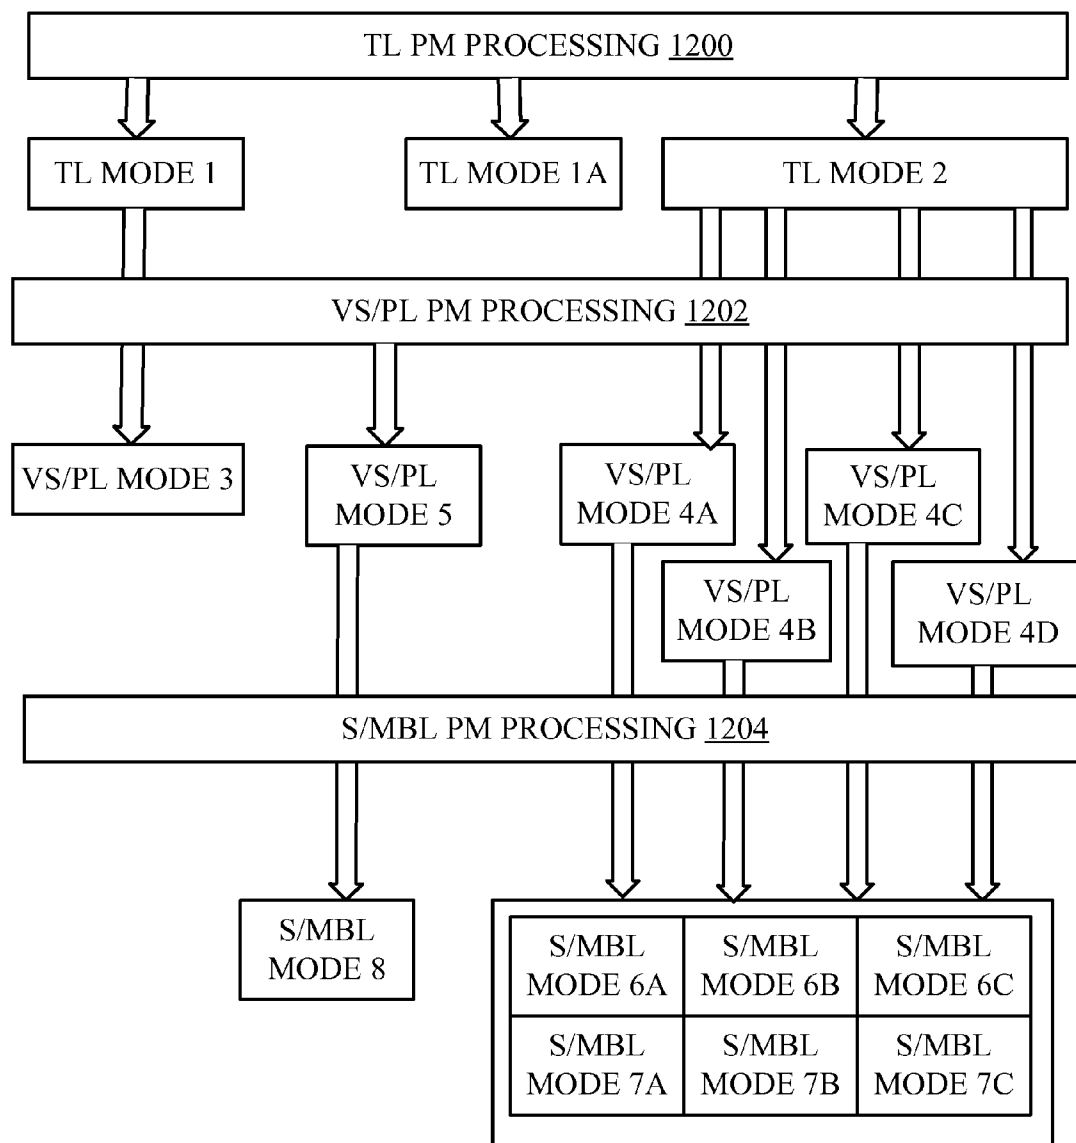 TL PM PROCESSING 1200
TL MODE 1
TL MODE 1A
TL MODE 2
VS/PL PM PROCESSING 1202
VS/PL MODE 3
VS/PL
MODE 5
VS/PL
MODE 4A
VS/PL
MODE 4C
VS/PL
MODE 4B
VS/PL
MODE 4D
S/MBL PM PROCESSING 1204
S/MBL
MODE 8
S/MBL
MODE 6A
S/MBL
MODE 6B
S/MBL
MODE 6C
S/MBL
MODE 7A
S/MBL
MODE 7B
S/MBL
MODE 7C